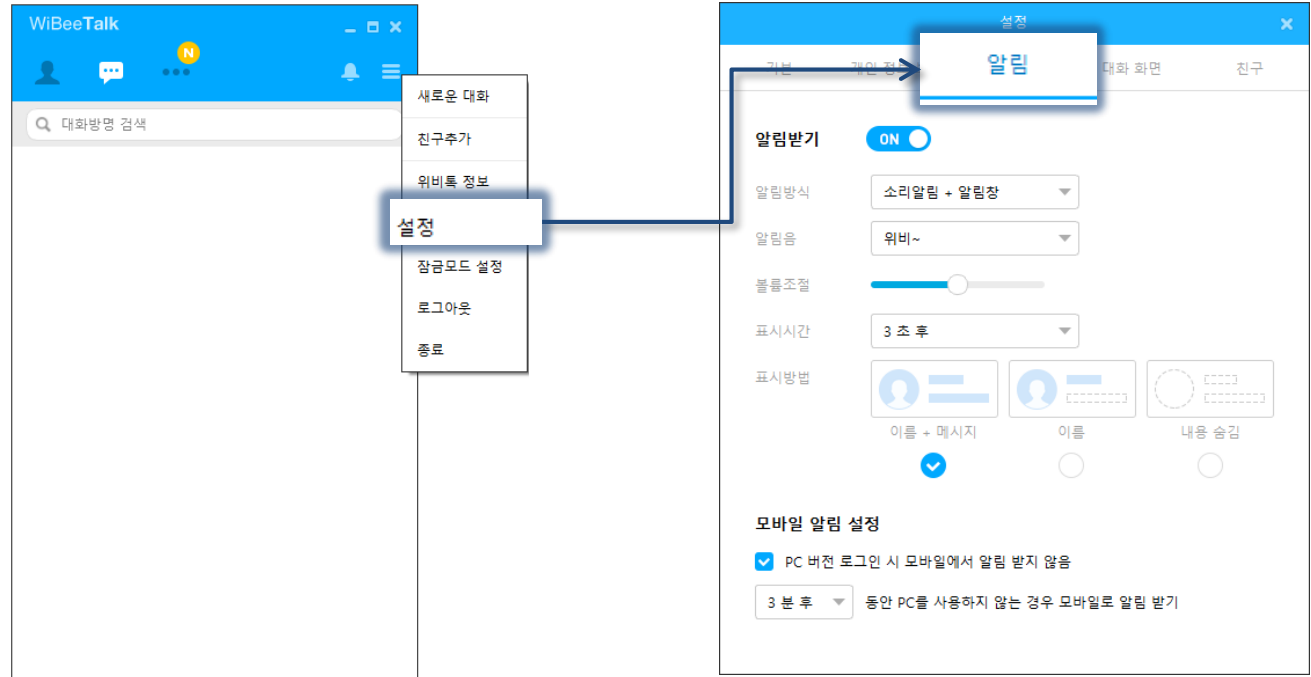 WiBeeTalk
N
대화방명 검색
새로운 대화
친구추가
위비톡 정보
설정
잠금모드 설정
로그아웃
종료
설정
알림
대화 화면
친구
알림받기 ON
알림방식 소리알림 + 알림창
알림음 위비~
볼륨조절
표시시간 3 초 후
표시방법
이름 + 메시지 이름 내용 숨김
모바일 알림 설정
PC 버전 로그인 시 모바일에서 알림 받지 않음
3 분 후 동안 PC를 사용하지 않는 경우 모바일로 알림 받기